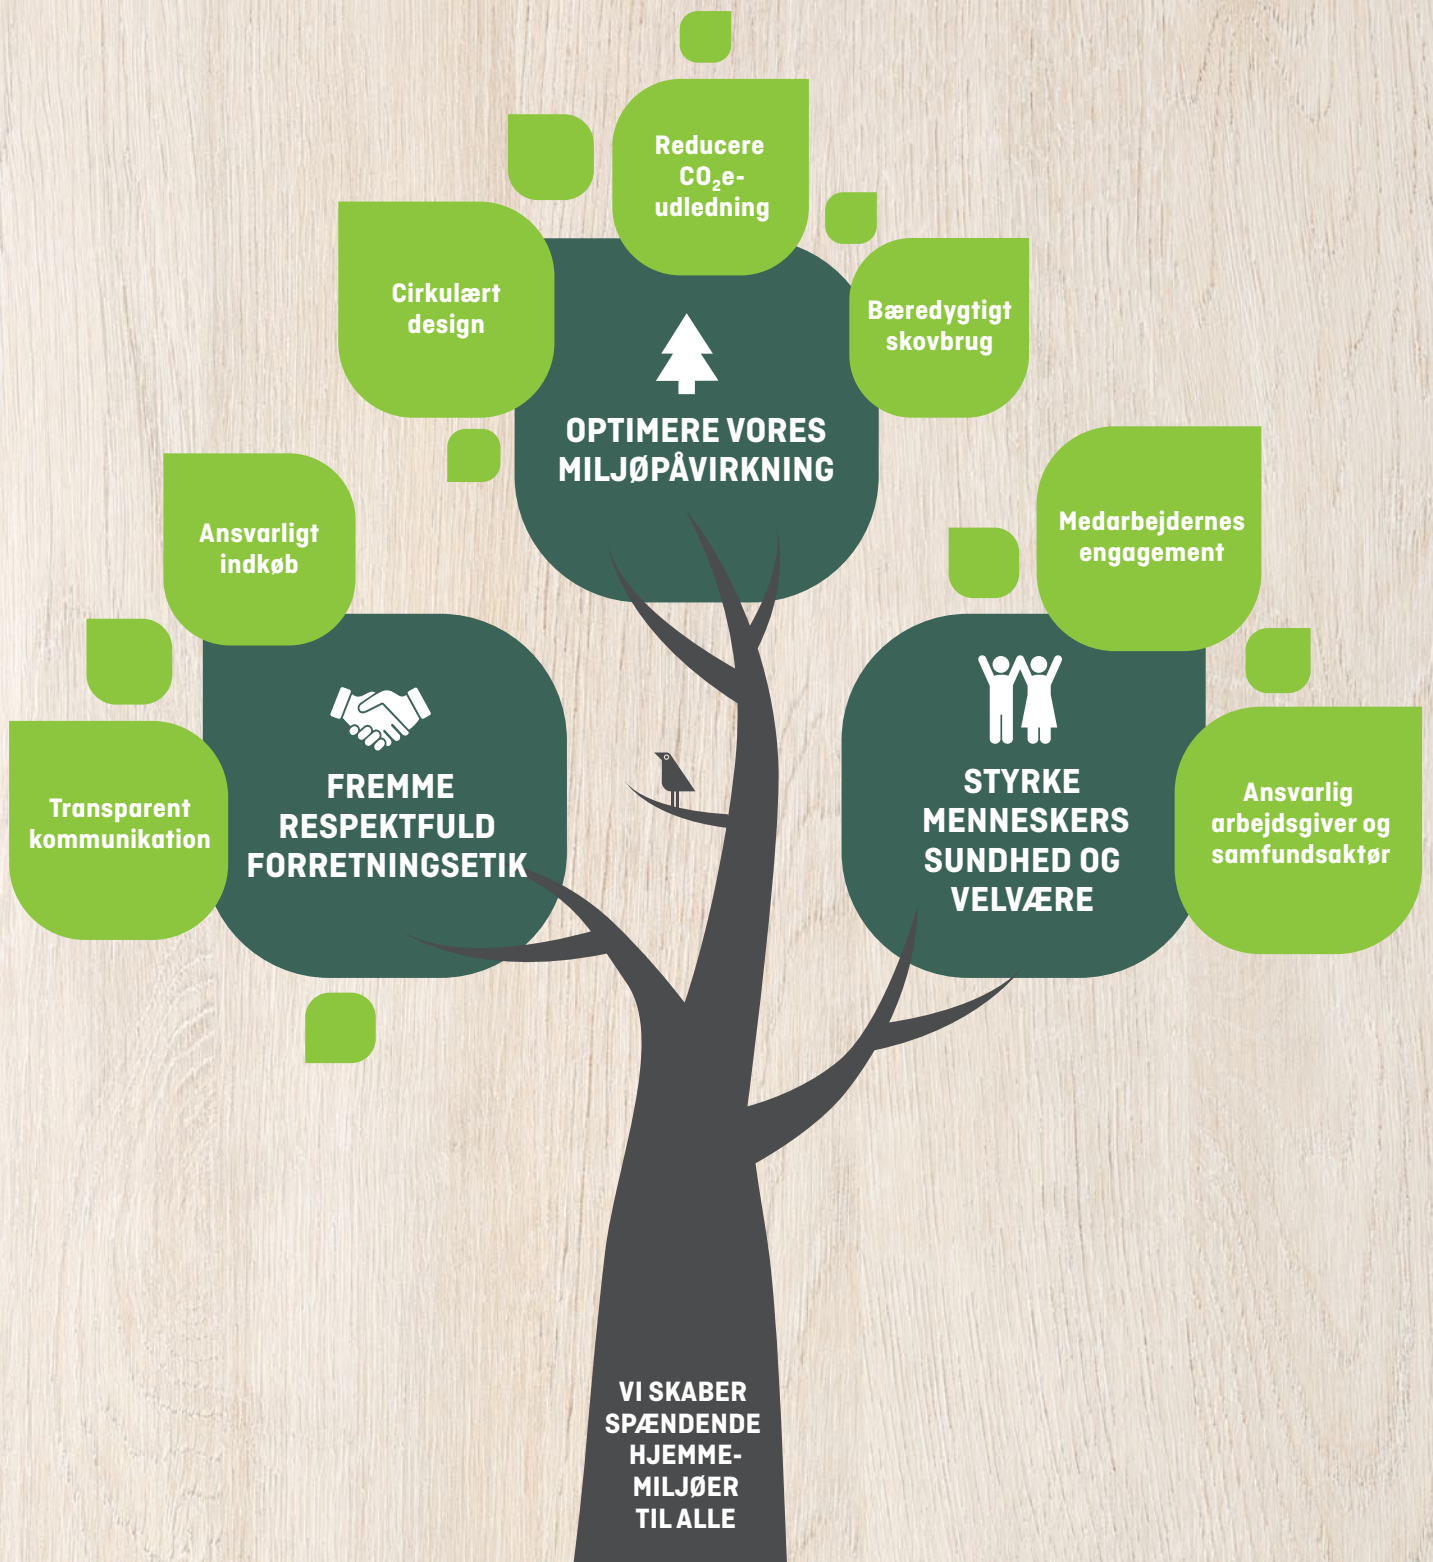 Reducere
CO₂e-
udledning
Cirkulært
design
Bæredygtigt
skovbrug
OPTIMERE VORES
MILJØPÅVIRKNING
Ansvarligt
indkøb
Transparent
kommunikation
FREMME
RESPEKTFULD
FORRETNINGSETIK
Medarbejdernes
engagement
Ansvarlig
arbejdsgiver og
samfundsaktør
STYRKE
MENNESKERS
SUNDHED OG
VELVÆRE
VI SKABER
SPÆNDENDE
HJEMME-
MILJØER
TIL ALLE